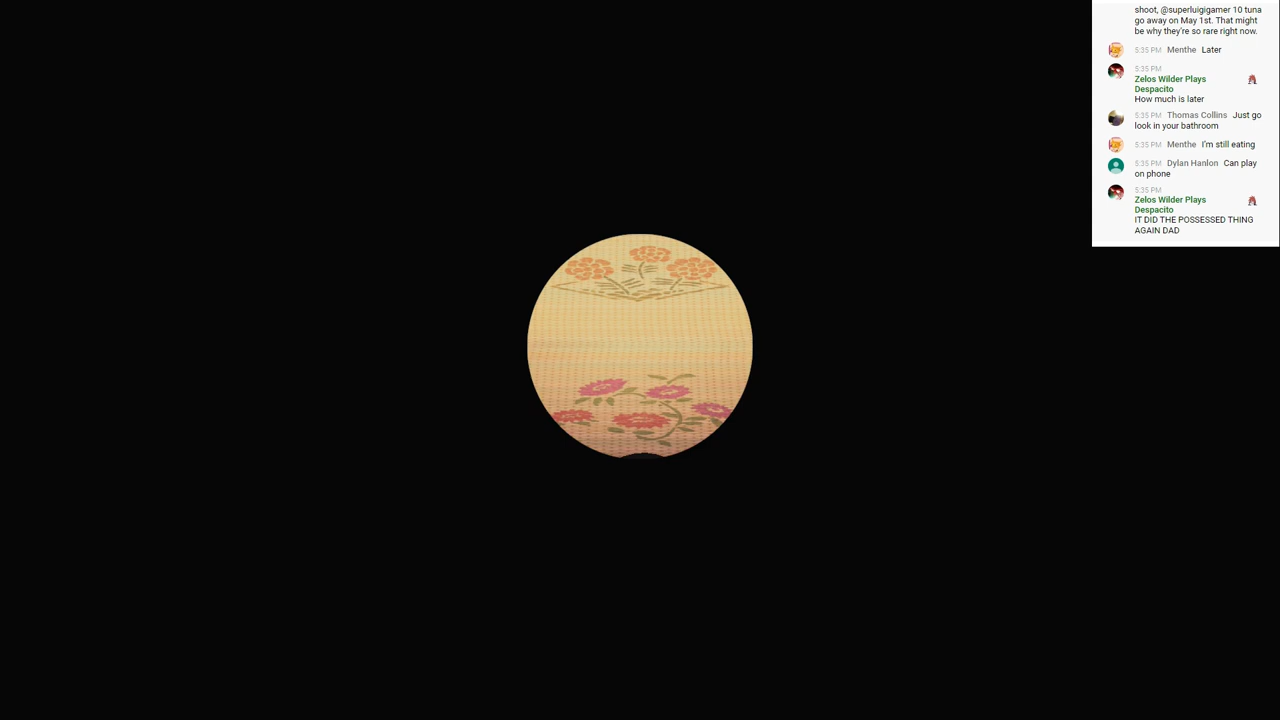 shoot, @superluigigamer 10 tuna
go away on May 1st. That might
be why they're so rare right now.
5:35 PM Menthe Later
5:35 PM
Zelos Wilder Plays
Despacito
How much is later
5:35 PM Thomas Collins Just go
look in your bathroom
5:35 PM Menthe I'm still eating
5:35 PM Dylan Hanlon Can play
on phone
5:35 PM
Zelos Wilder Plays
Despacito
IT DID THE POSSESSED THING
AGAIN DAD